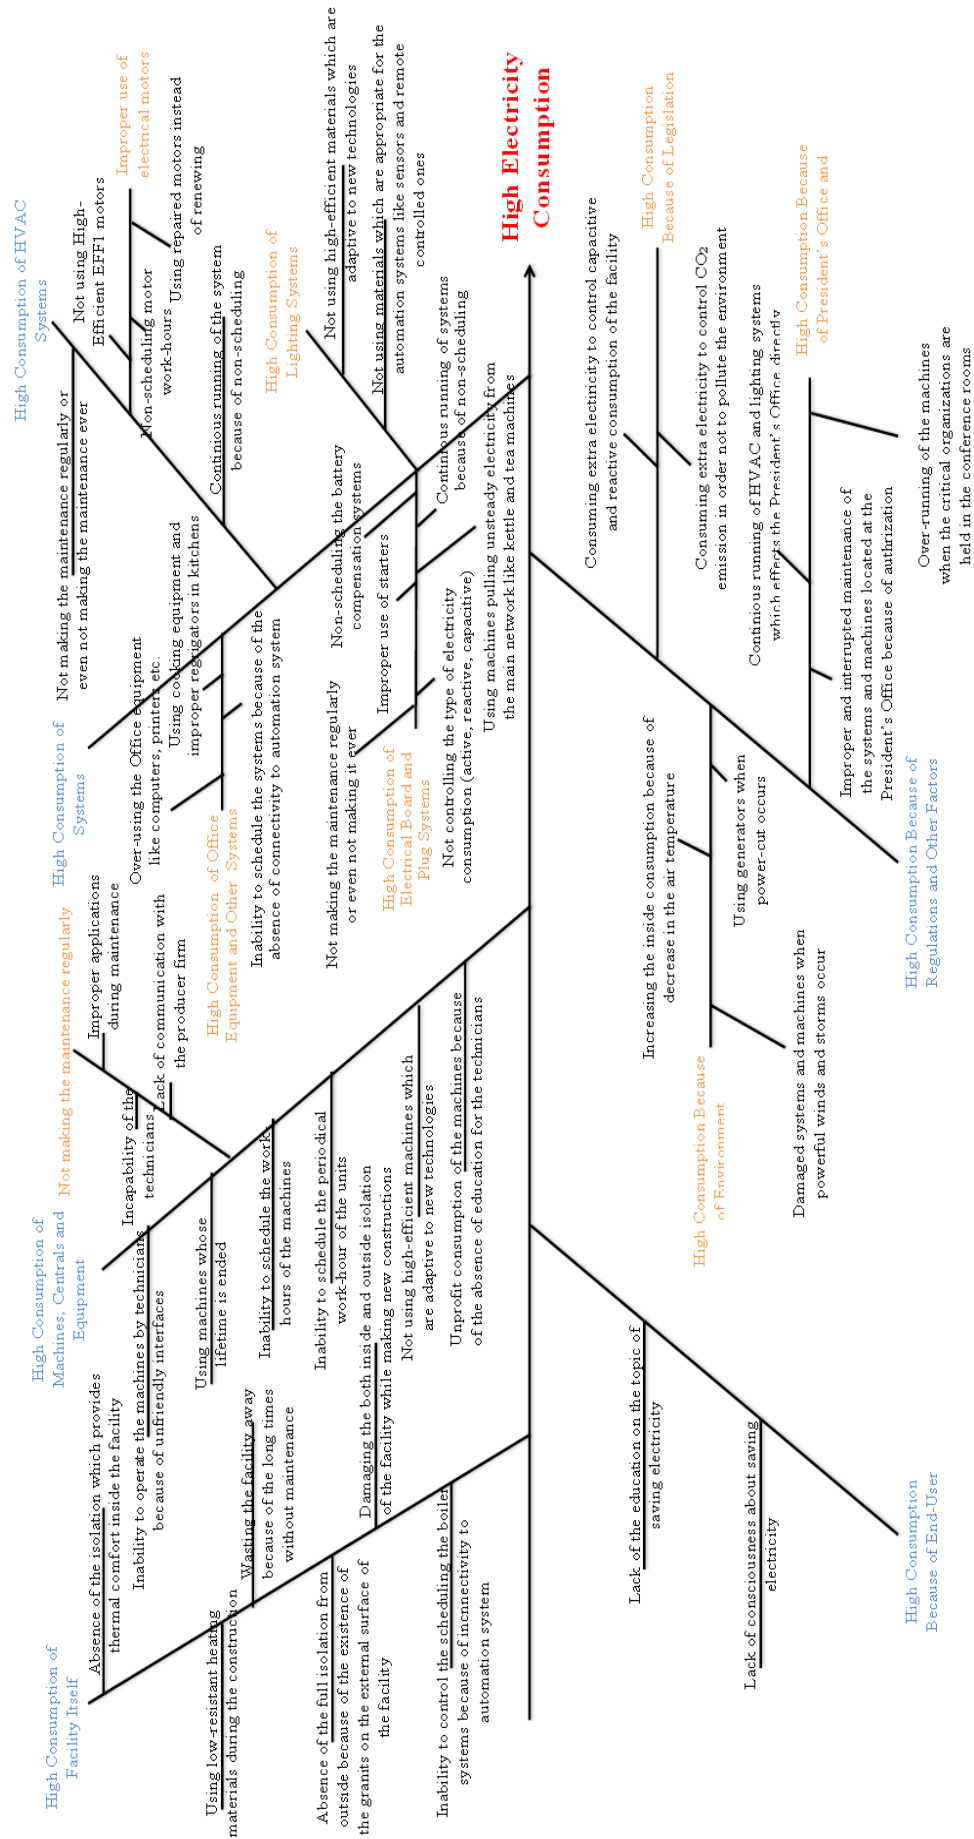 High Consumption of
Facility Itself
Absence of the isolation which provides
thermal comfort inside the facility
Using low-resistant heating
materials during the construction
Wasting the facility away
because of the long times
without maintenance
Absence of the full isolation from
outside because of the existence of
the granits on the external surface of
the facility
Damaging the both inside and outside isolation
of the facility while making new constructions
Inability to control the scheduling the boiler
systems because of incnnectivity to
automation system
High Consumption of
Machines, Centrals and
Equipment
Not making the maintenance regularly
Improper applications
during maintenance
Incapability of the
technicians
Lack of communication with
the producer firm
Inability to operate the machines by technicians
because of unfriendly interfaces
Using machines whose
lifetime is ended
Inability to schedule the work-
hours of the machines
Inability to schedule the periodical
work-hour of the units
Not using high-efficient machines which
are adaptive to new technologies
Unprofit consumption of the machines because
of the absence of education for the technicians
High Consumption of
Systems
High Consumption of HVAC
Systems
Not making the maintenance regularly or
even not making the maintenance ever
Improper use of
electrical motors
Not using High-
Efficient EFF1 motors
Non-scheduling motor
work-hours
Using repaired motors instead
of renewing
Continious running of the system
because of non-scheduling
High Consumption of Office
Equipment and Other Systems
Over-using the Office equipment
like computers, printers etc.
Using cooking equipment and
improper regrigators in kitchens
Inability to schedule the systems because of the
absence of connectivity to automation system
High Consumption of
Lighting Systems
Not using high-efficient materials which are
adaptive to new technologies
Not using materials which are appropriate for the
automation systems like sensors and remote
controlled ones
Continious running of systems
because of non-scheduling
High Consumption of
Electrical Board and
Plug Systems
Not making the maintenance regularly
or even not making it ever
Non-scheduling the battery
compensation systems
Improper use of starters
Not controlling the type of electricity
consumption (active, reactive, capacitive)
Using machines pulling unsteady electricity from
the main network like kettle and tea machines
High Electricity
Consumption
High Consumption
Because of End-User
Lack of the education on the topic of
saving electricity
Lack of consciousness about saving
electricity
High Consumption Because of
Regulations and Other Factors
High Consumption Because
of Environment
Increasing the inside consumption because of
decrease in the air temperature
Using generators when
power-cut occurs
Damaged systems and machines when
powerful winds and storms occur
High Consumption
Because of Legislation
Consuming extra electiricity to control capacitive
and reactive consumption of the facility
Consuming extra electricity to control CO₂
emission in order not to pollute the environment
High Consumption Because
of President's Office and
Continious running of HVAC and lighting systems
which effects the President's Office directly
Improper and interrupted maintenance of
the systems and machines located at the
President's Office because of authrization
Over-running of the machines
when the critical organizations are
held in the conference rooms